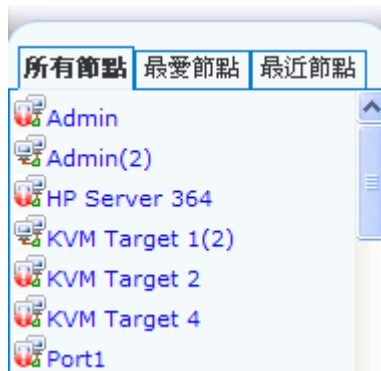 所有節點 最愛節點 最近節點
Admin
Admin(2)
HP Server 364
KVM Target 1(2)
KVM Target 2
KVM Target 4
Port1